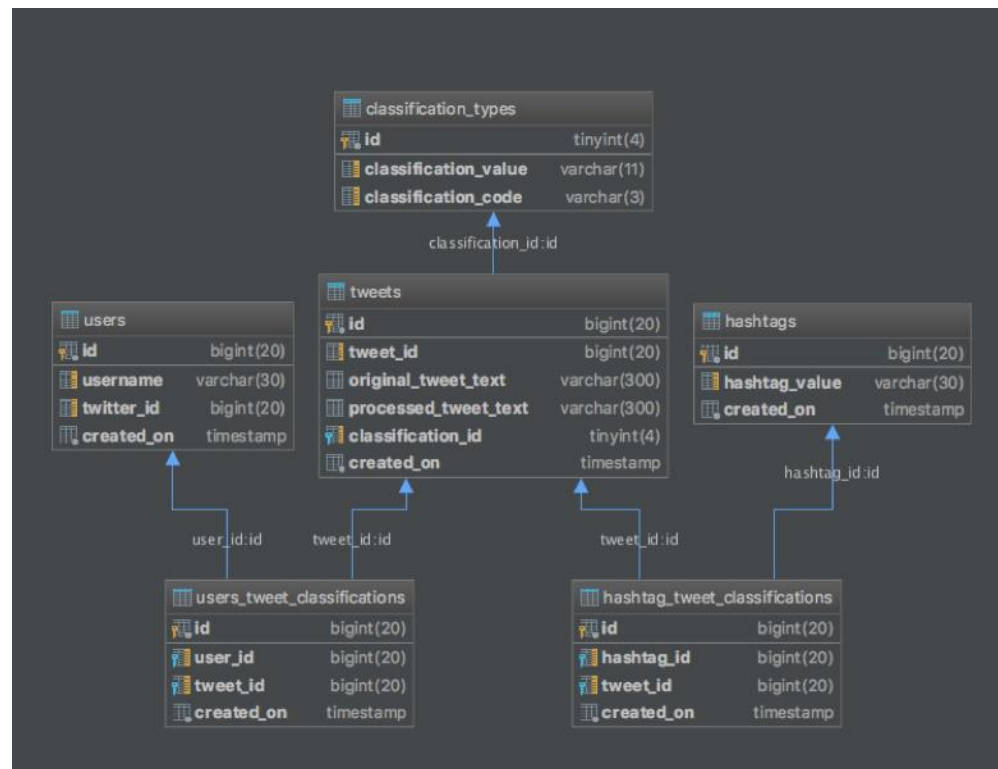 classification_types
id tinyint(4)
classification_value varchar(11)
classification_code varchar(3)
classification_id:id
tweets
id bigint(20)
tweet_id bigint(20)
original_tweet_text varchar(300)
processed_tweet_text varchar(300)
classification_id tinyint(4)
created_on timestamp
users
id bigint(20)
username varchar(30)
twitter_id bigint(20)
created_on timestamp
hashtags
id bigint(20)
hashtag_value varchar(30)
created_on timestamp
hashtag_id:id
user_id:id
tweet_id:id
tweet_id:id
users_tweet_classifications
id bigint(20)
user_id bigint(20)
tweet_id bigint(20)
created_on timestamp
hashtag_tweet_classifications
id bigint(20)
hashtag_id bigint(20)
tweet_id bigint(20)
created_on timestamp